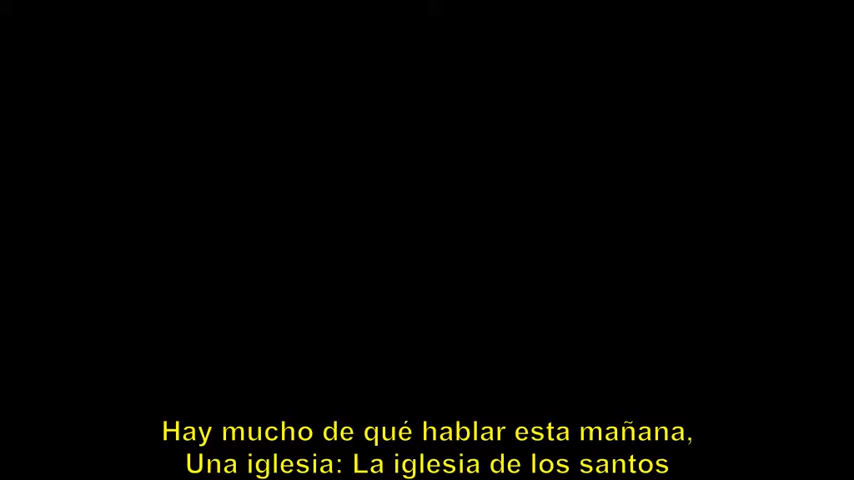 Hay mucho de qué hablar esta mañana,
Una iglesia: La iglesia de los santos